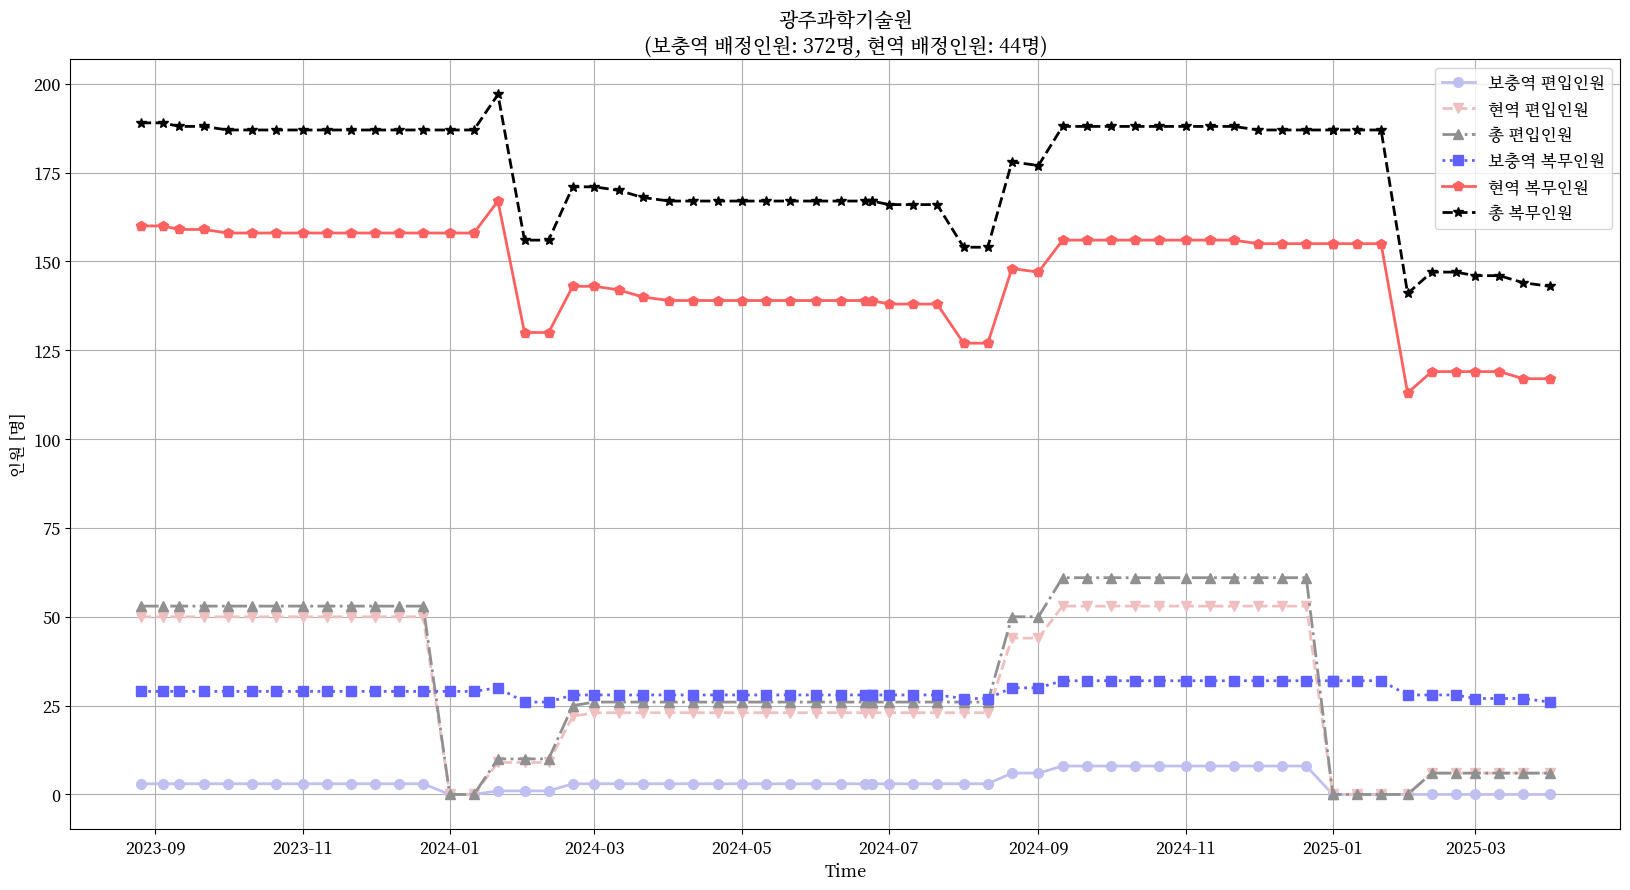 광주과학기술원
(보충역 배정인원: 372명, 현역 배정인원: 44명)
보충역 편입인원
현역 편입인원
총 편입인원
보충역 복무인원
현역 복무인원
총 복무인원
인원 [명]
200
175
150
125
100
75
50
25
0
2023-09 2023-11 2024-01 2024-03 2024-05 2024-07 2024-09 2024-11 2025-01 2025-03
Time